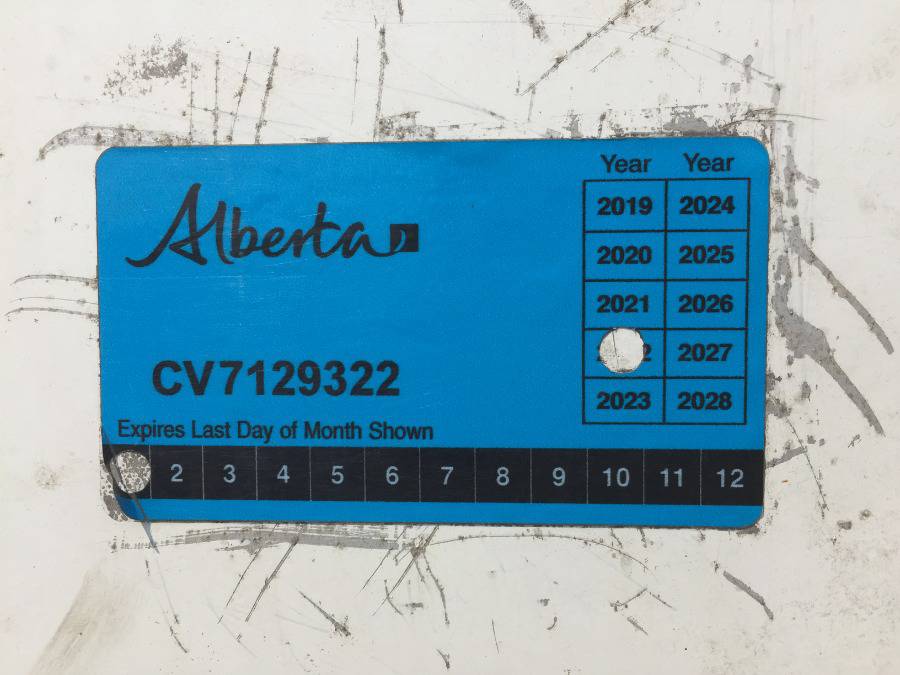 Alberta
Year Year
2019 2024
2020 2025
2021 2026
2027
2023 2028
CV7129322
Expires Last Day of Month Shown
2 3 4 5 6 7 8 9 10 11 12